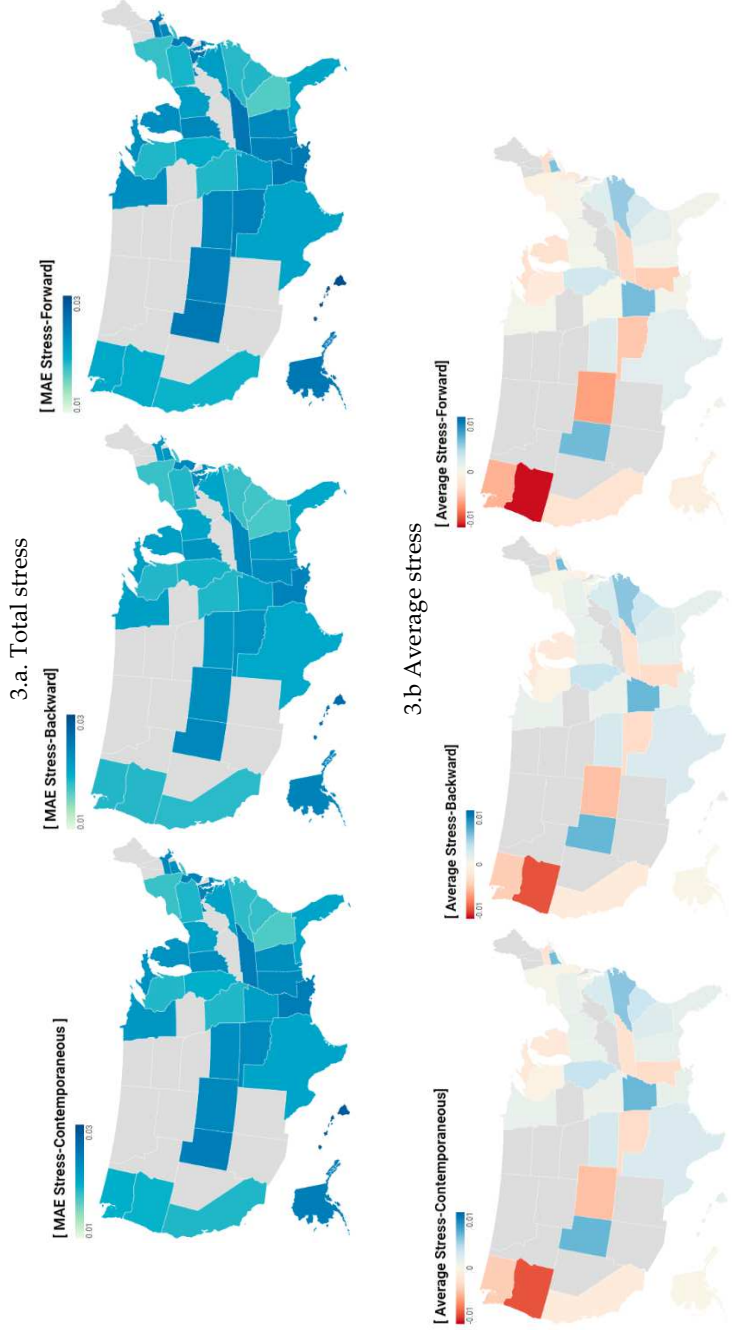 3.a. Total stress
[ MAE Stress-Contemporaneous ]
0.01 0.03
[ MAE Stress-Backward]
0.01 0.03
[ MAE Stress-Forward]
0.01 0.03
3.b Average stress
[ Average Stress-Contemporaneous]
-0.01 0 0.01
[ Average Stress-Backward]
-0.01 0 0.01
[ Average Stress-Forward]
-0.01 0 0.01